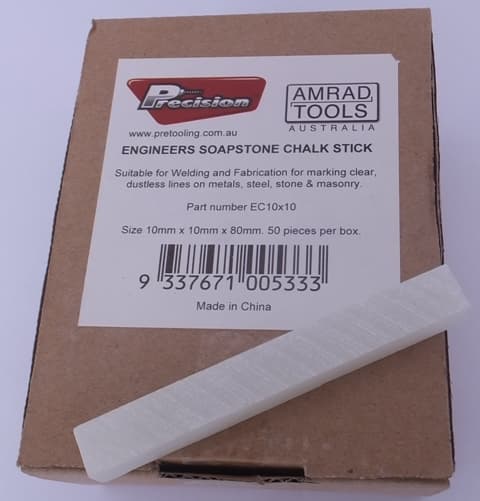 Precision
AMRAD
TOOLS
AUSTRALIA
www.pretooling.com.au
ENGINEERS SOAPSTONE CHALK STICK
Suitable for Welding and Fabrication for marking clear,
dustless lines on metals, steel, stone & masonry.
Part number EC10x10
Size 10mm x 10mm x 80mm. 50 pieces per box.
9 337671 005333
Made in China